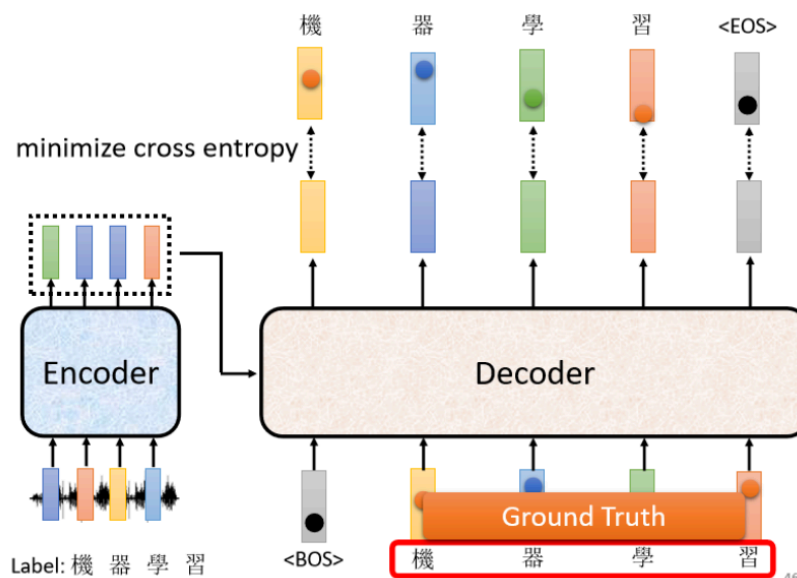 機 器 學 習 <EOS>
minimize cross entropy
Encoder
Decoder
Ground Truth
Label: 機 器 學 習
<BOS> 機 器 學 習